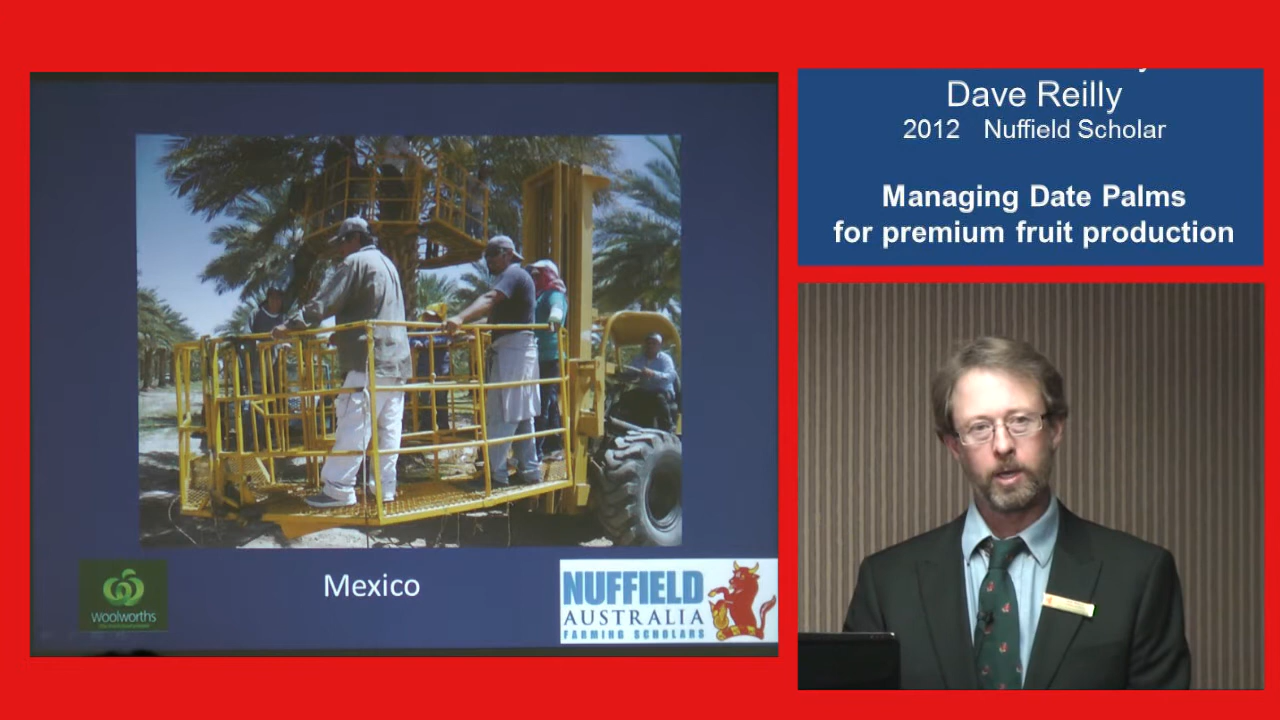 Dave Reilly
2012 Nuffield Scholar
Managing Date Palms
for premium fruit production
Mexico
woolworths
NUFFIELD
AUSTRALIA
FARMING SCHOLARS